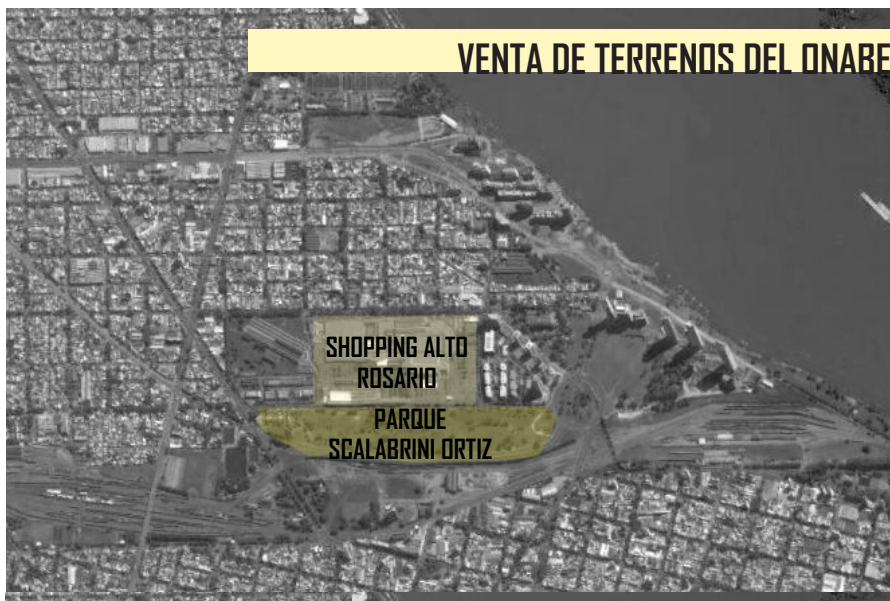 VENTA DE TERRENOS DEL ONABE
SHOPPING ALTO
ROSARIO
PARQUE
SCALABRINI ORTIZ